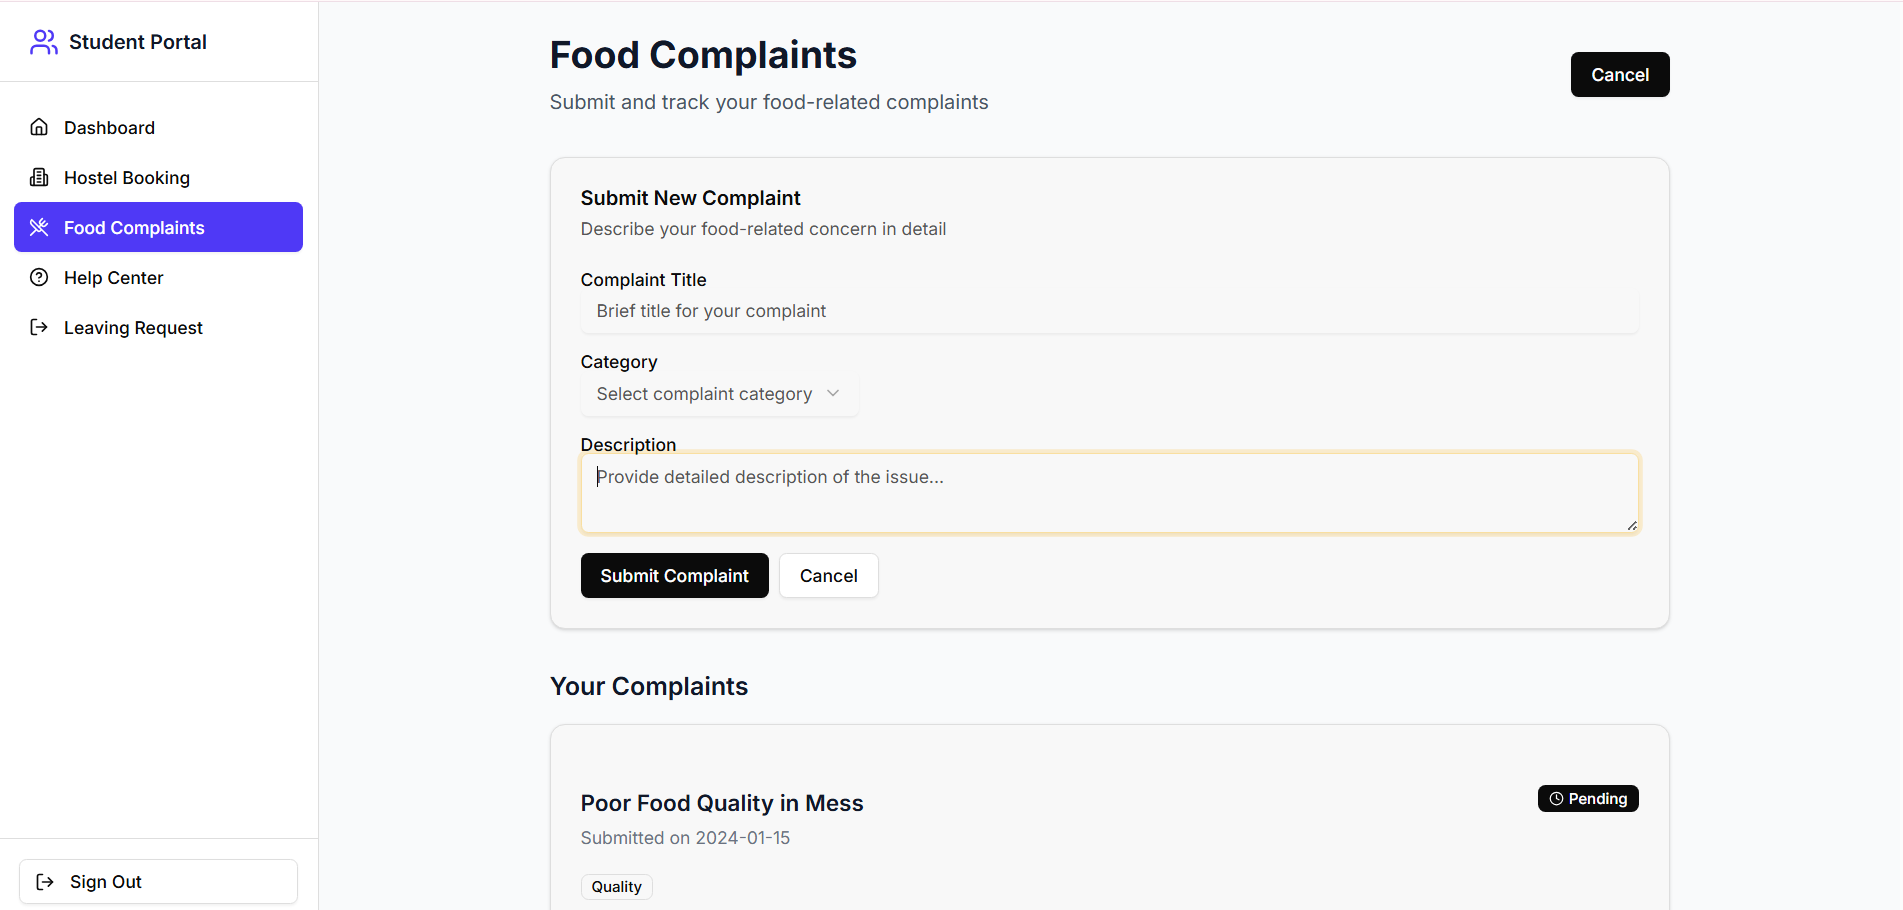 Student Portal
Dashboard
Hostel Booking
Food Complaints
Help Center
Leaving Request
Sign Out
Food Complaints
Submit and track your food-related complaints
Cancel
Submit New Complaint
Describe your food-related concern in detail
Complaint Title
Brief title for your complaint
Category
Select complaint category
Description
Provide detailed description of the issue...
Submit Complaint
Cancel
Your Complaints
Poor Food Quality in Mess
Pending
Submitted on 2024-01-15
Quality